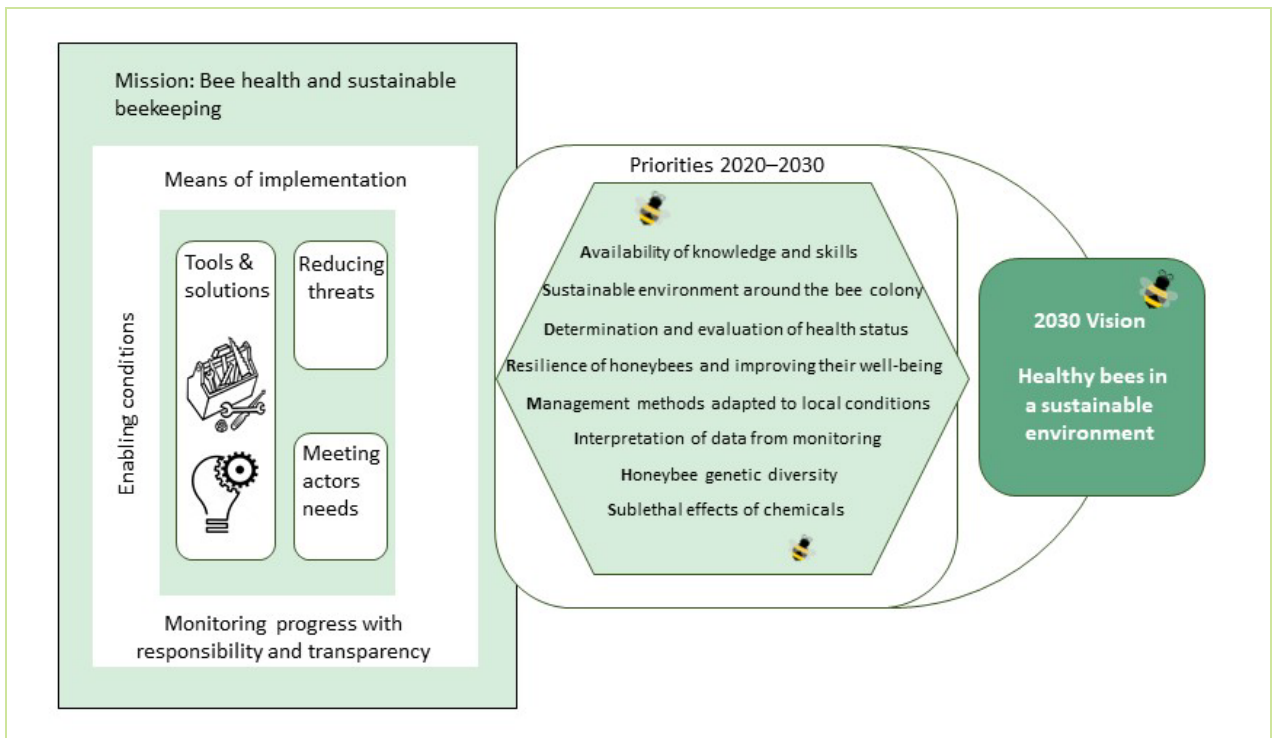 Mission: Bee health and sustainable
beekeeping
Means of implementation
Enabling conditions
Tools &
solutions
Reducing
threats
Meeting
actors
needs
Monitoring progress with
responsibility and transparency
Priorities 2020–2030
Availability of knowledge and skills
Sustainable environment around the bee colony
Determination and evaluation of health status
Resilience of honeybees and improving their well-being
Management methods adapted to local conditions
Interpretation of data from monitoring
Honeybee genetic diversity
Sublethal effects of chemicals
2030 Vision
Healthy bees in
a sustainable
environment